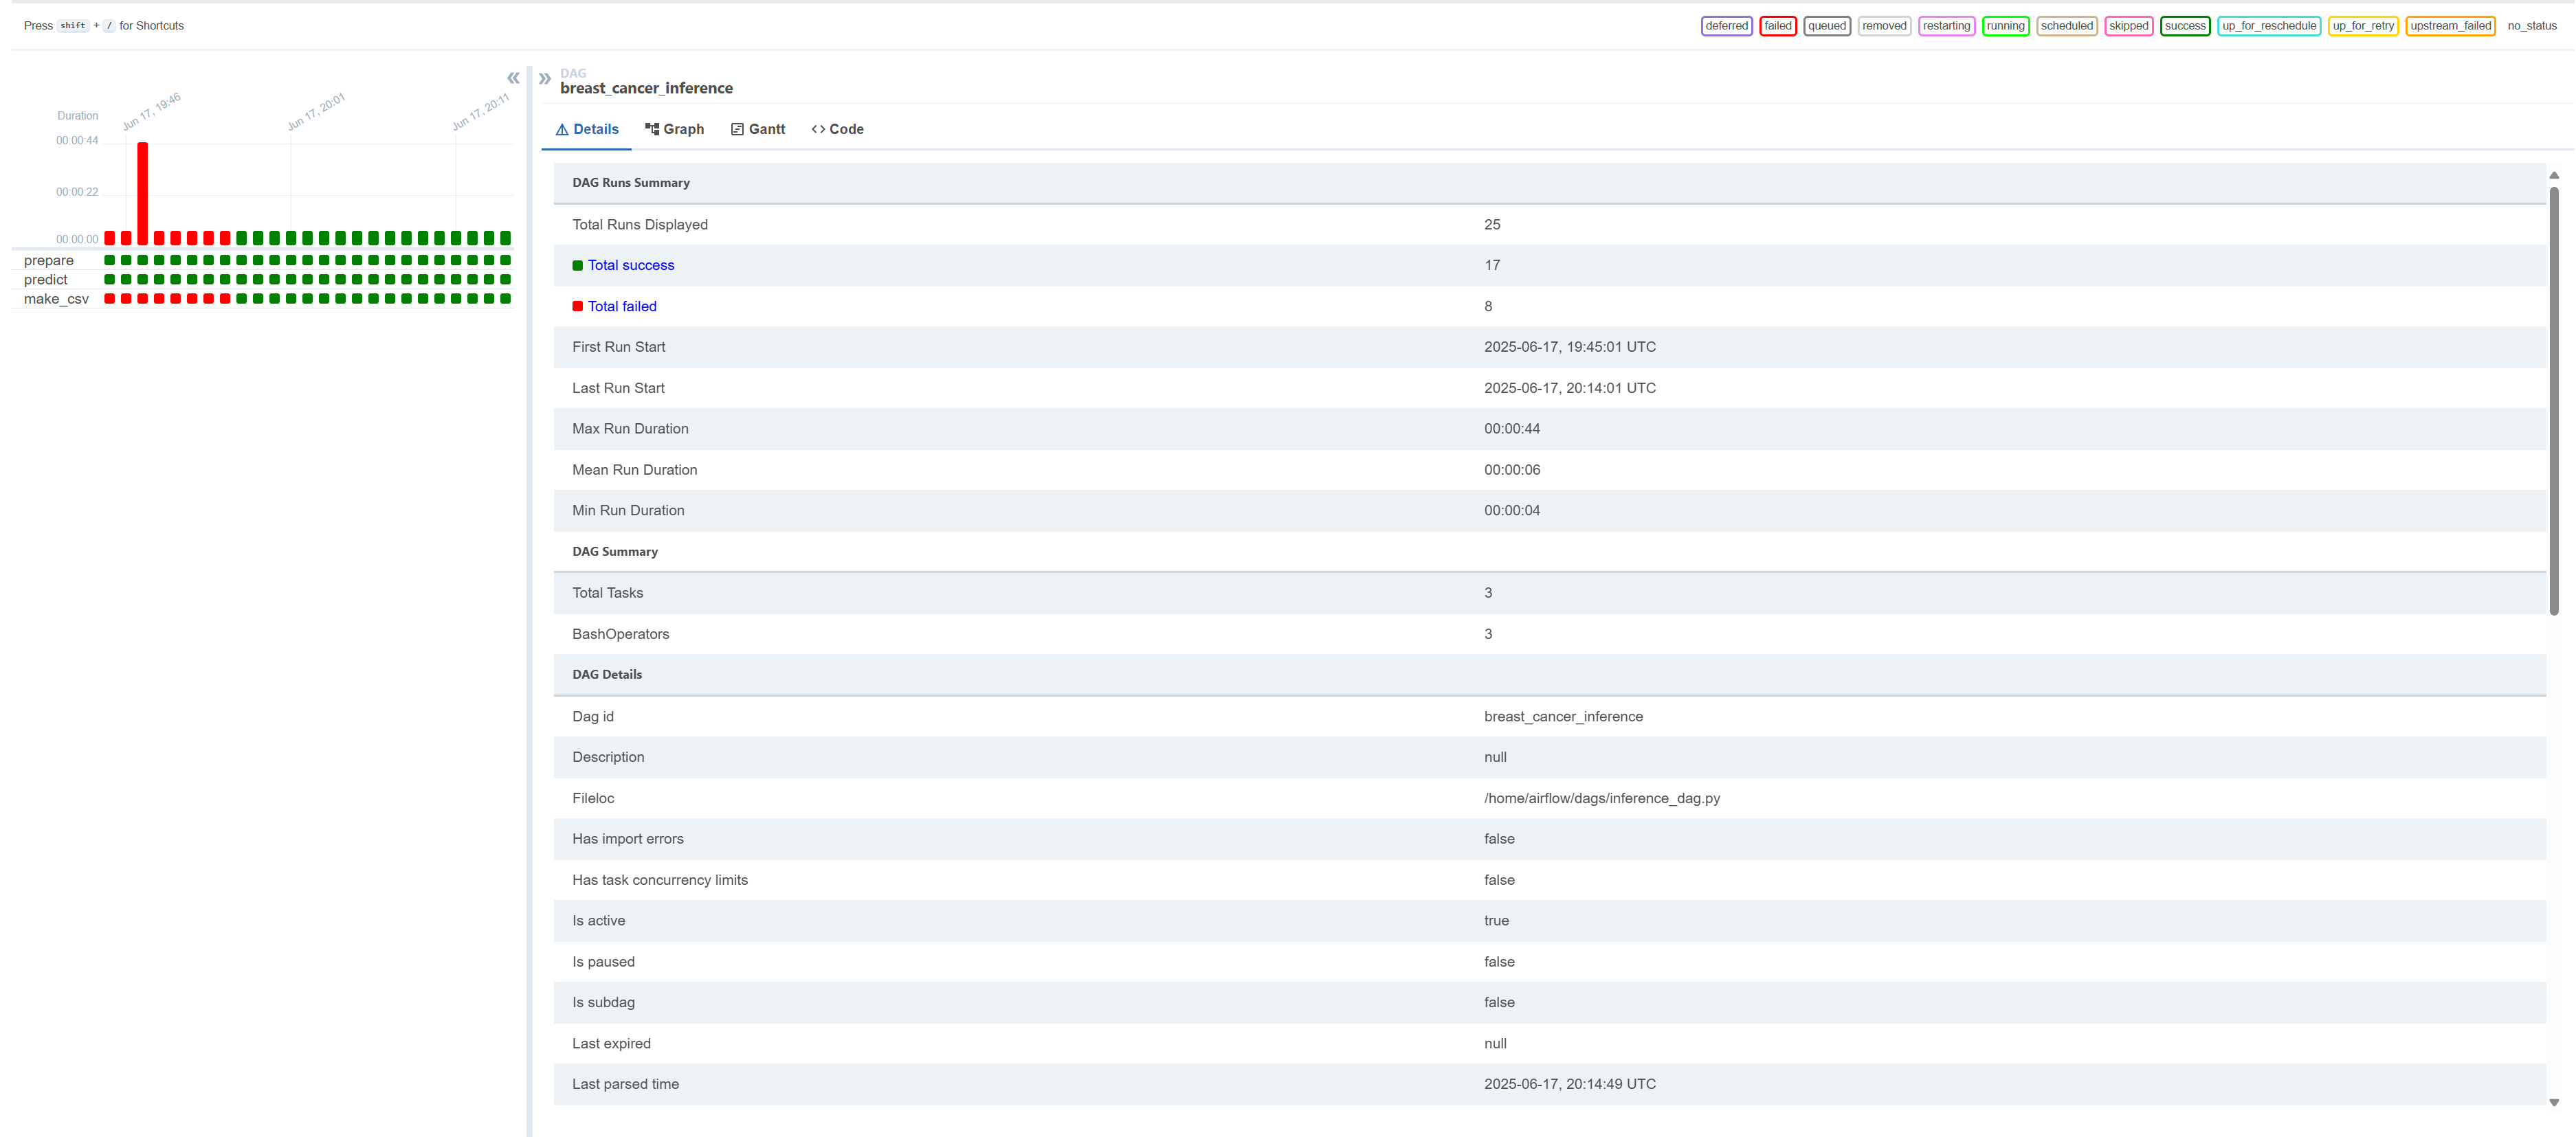 Press shift + / for Shortcuts
deferred failed queued removed restarting running scheduled skipped success up_for_reschedule up_for_retry upstream_failed no_status
Duration
Jun 17, 19:46
Jun 17, 20:01
Jun 17, 20:11
00:00:44
00:00:22
00:00:00
prepare
predict
make_csv
DAG
breast_cancer_inference
Details Graph Gantt Code
DAG Runs Summary
Total Runs Displayed 25
Total success 17
Total failed 8
First Run Start 2025-06-17, 19:45:01 UTC
Last Run Start 2025-06-17, 20:14:01 UTC
Max Run Duration 00:00:44
Mean Run Duration 00:00:06
Min Run Duration 00:00:04
DAG Summary
Total Tasks 3
BashOperators 3
DAG Details
Dag id breast_cancer_inference
Description null
Fileloc /home/airflow/dags/inference_dag.py
Has import errors false
Has task concurrency limits false
Is active true
Is paused false
Is subdag false
Last expired null
Last parsed time 2025-06-17, 20:14:49 UTC